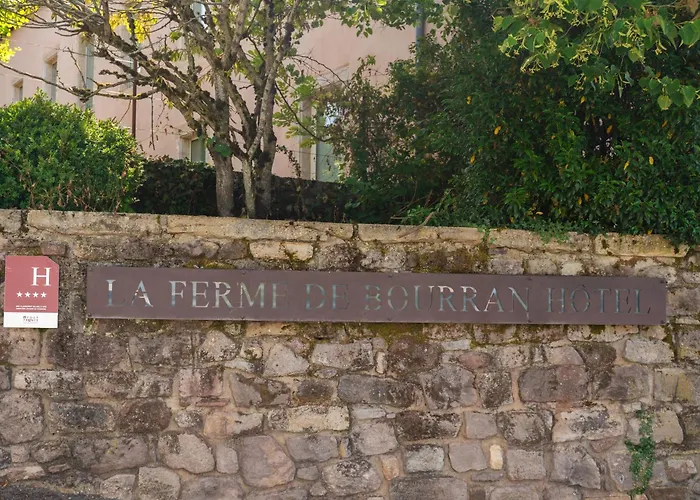 H
LA FERME DE BOURRAN HÔTEL